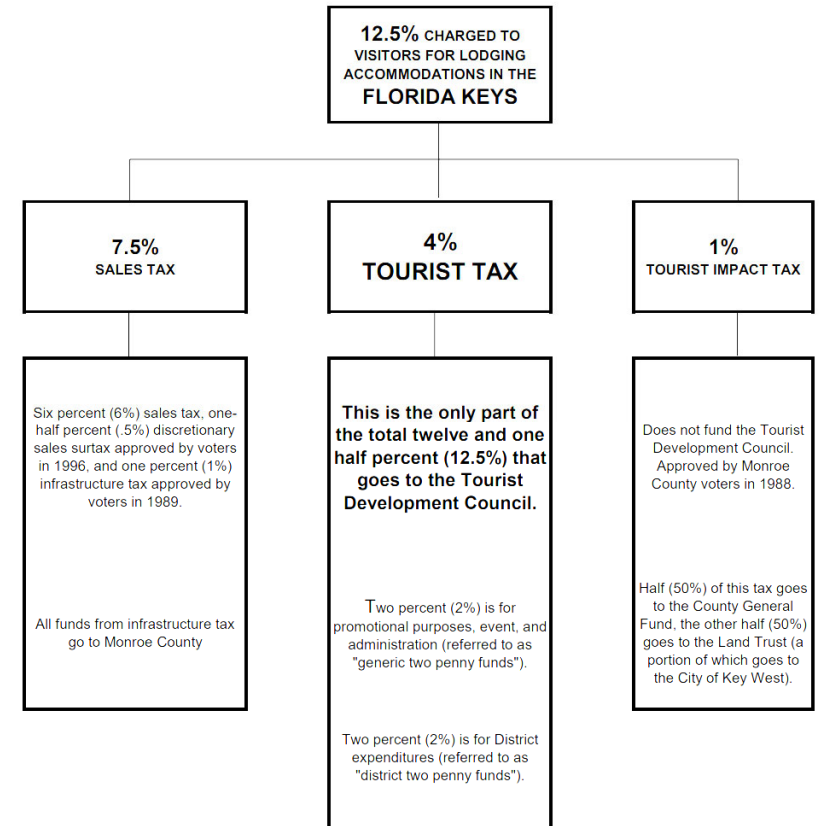 12.5% CHARGED TO
VISITORS FOR LODGING
ACCOMMODATIONS IN THE
FLORIDA KEYS
7.5%
SALES TAX
4%
TOURIST TAX
1%
TOURIST IMPACT TAX
Six percent (6%) sales tax, one-
half percent (.5%) discretionary
sales surtax approved by voters
in 1996, and one percent (1%)
infrastructure tax approved by
voters in 1989.
All funds from infrastructure tax
go to Monroe County
This is the only part of
the total twelve and one
half percent (12.5%) that
goes to the Tourist
Development Council.
Two percent (2%) is for
promotional purposes, event, and
administration (referred to as
"generic two penny funds").
Two percent (2%) is for District
expenditures (referred to as
"district two penny funds").
Does not fund the Tourist
Development Council.
Approved by Monroe
County voters in 1988.
Half (50%) of this tax goes
to the County General
Fund, the other half (50%)
goes to the Land Trust (a
portion of which goes to
the City of Key West).